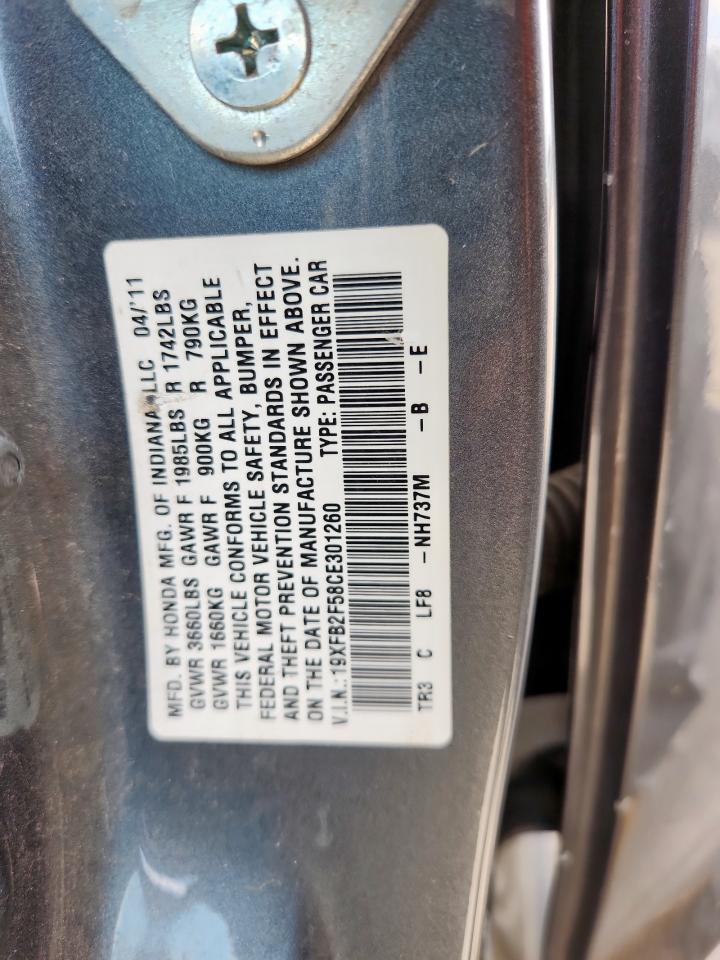 MFD. BY HONDA MFG. OF INDIANA LLC 04/'11
GVWR 3660LBS GAWR F 1985LBS R 1742LBS
GVWR 1660KG GAWR F 900KG R 790KG
THIS VEHICLE CONFORMS TO ALL APPLICABLE
FEDERAL MOTOR VEHICLE SAFETY, BUMPER,
AND THEFT PREVENTION STANDARDS IN EFFECT
ON THE DATE OF MANUFACTURE SHOWN ABOVE.
V.I.N.:19XFB2F58CE301260 TYPE: PASSENGER CAR
TR3 C LF8 -NH737M -B -E